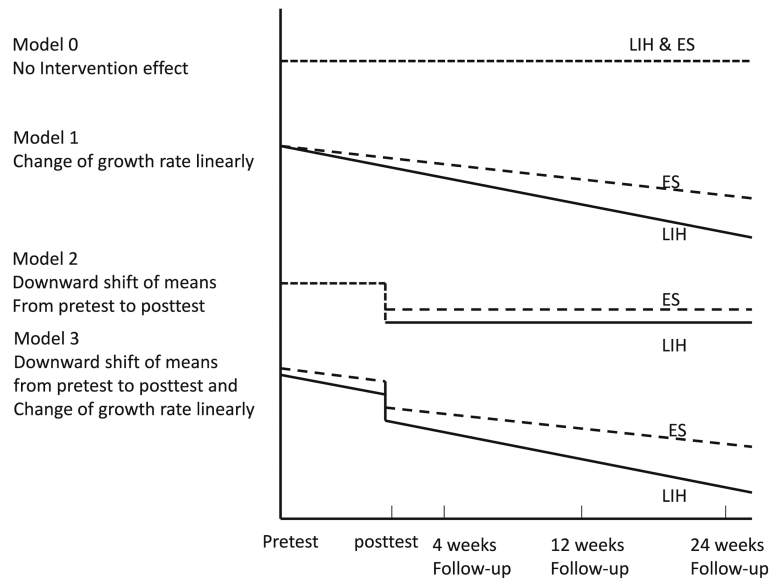 Model 0
No Intervention effect
LIH & ES
Model 1
Change of growth rate linearly
ES
LIH
Model 2
Downward shift of means
From pretest to posttest
ES
LIH
Model 3
Downward shift of means
from pretest to posttest and
Change of growth rate linearly
ES
LIH
Pretest
posttest
4 weeks
Follow-up
12 weeks
Follow-up
24 weeks
Follow-up